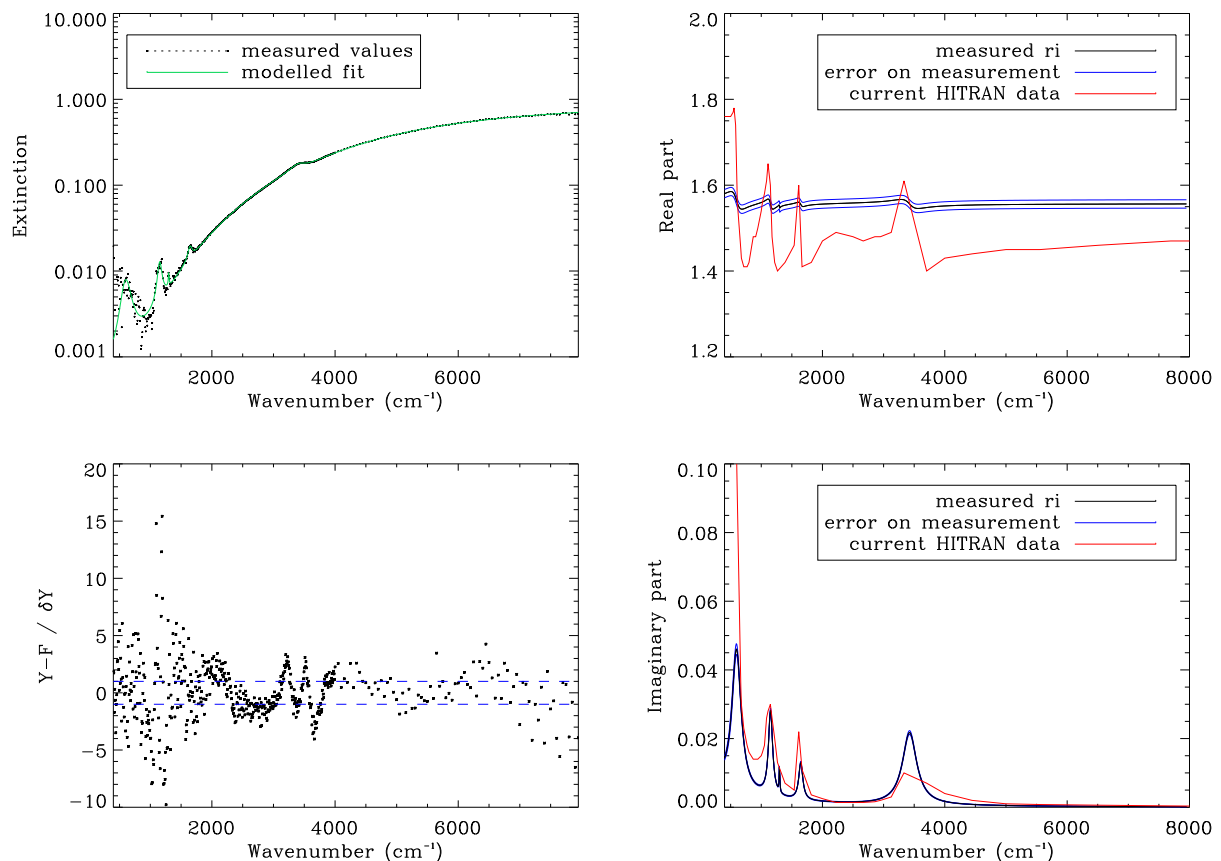 10.000
1.000
0.100
0.010
0.001
Extinction
measured values
modelled fit
2000 4000 6000
Wavenumber (cm⁻¹)
2.0
1.8
1.6
1.4
1.2
Real part
measured ri
error on measurement
current HITRAN data
2000 4000 6000 8000
Wavenumber (cm⁻¹)
20
15
10
5
0
−5
−10
Y−F / δY
2000 4000 6000
Wavenumber (cm⁻¹)
0.10
0.08
0.06
0.04
0.02
0.00
Imaginary part
measured ri
error on measurement
current HITRAN data
2000 4000 6000 8000
Wavenumber (cm⁻¹)